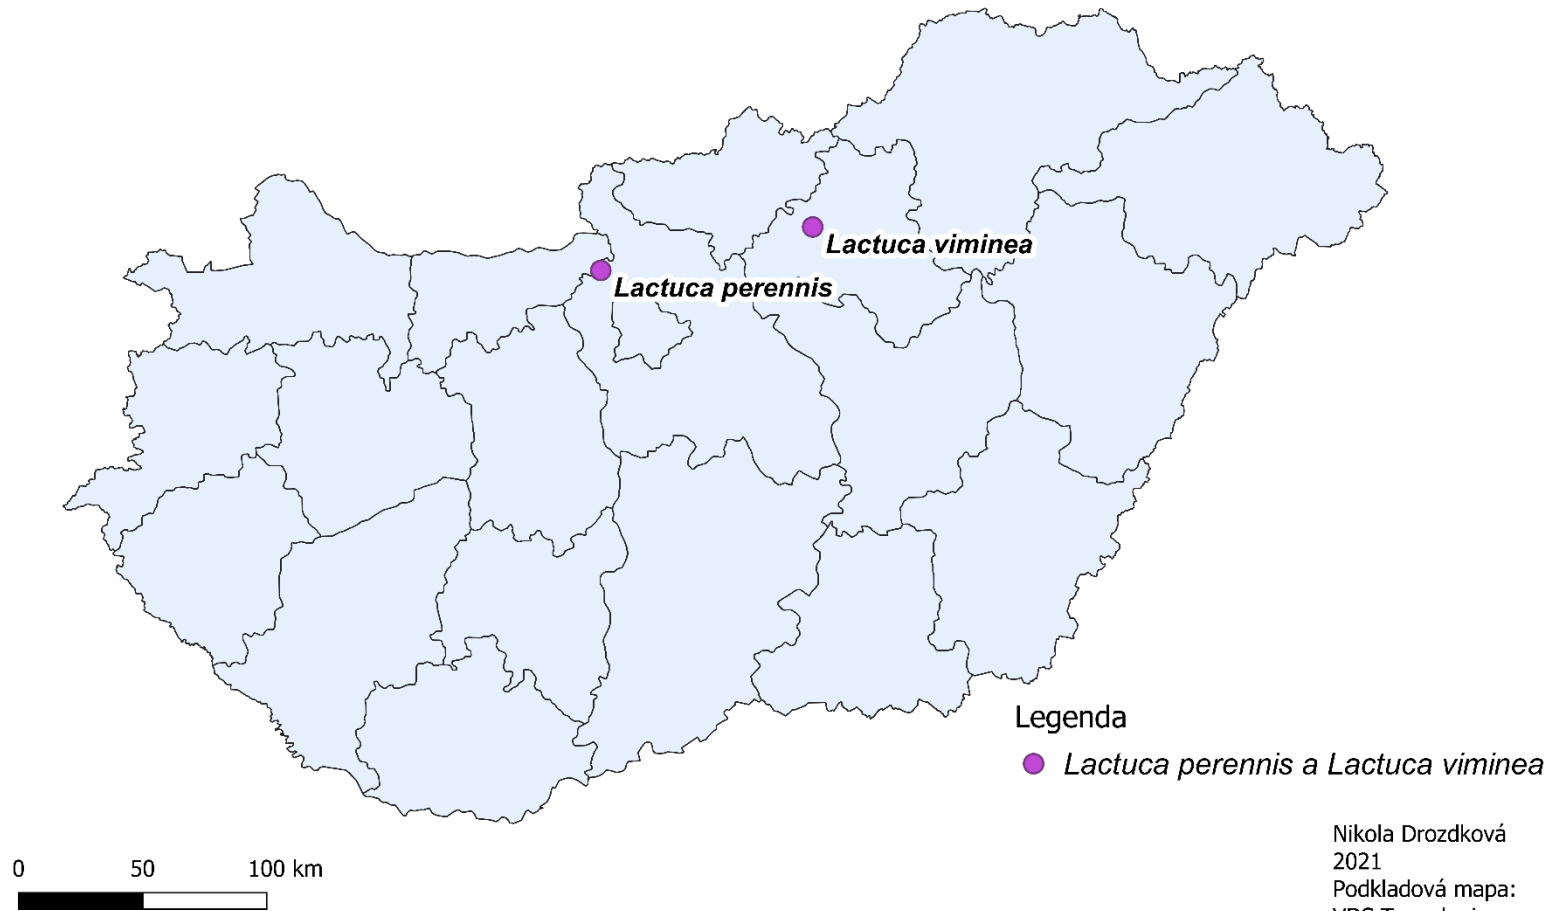 Lactuca viminea
Lactuca perennis
Legenda
Lactuca perennis a Lactuca viminea
Nikola Drozdková
2021
Podkladová mapa:
0 50 100 km